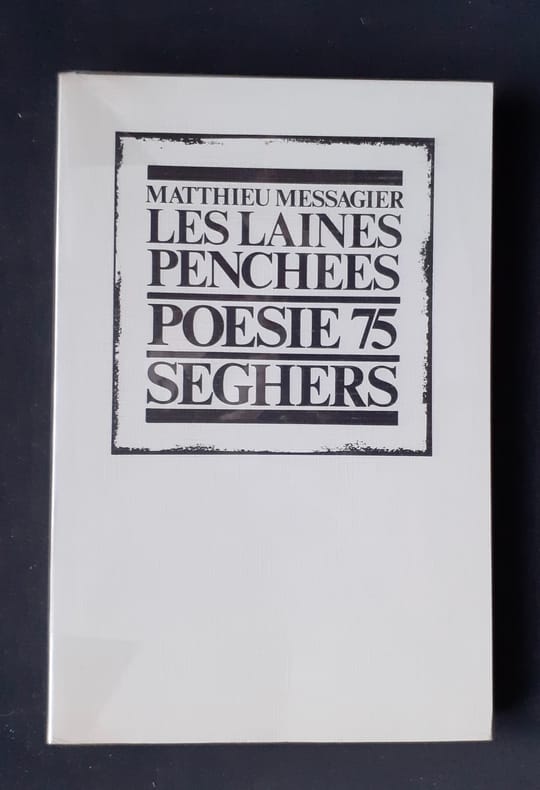 MATTHIEU MESSAGIER
LES LAINES
PENCHEES
POESIE 75
SEGHERS